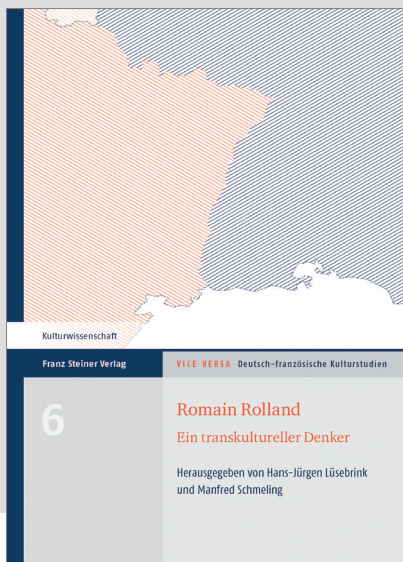 Kulturwissenschaft
Franz Steiner Verlag
VICE VERSA Deutsch-französische Kulturstudien
6
Romain Rolland
Ein transkultureller Denker
Herausgegeben von Hans-Jürgen Lüsebrink
und Manfred Schmeling